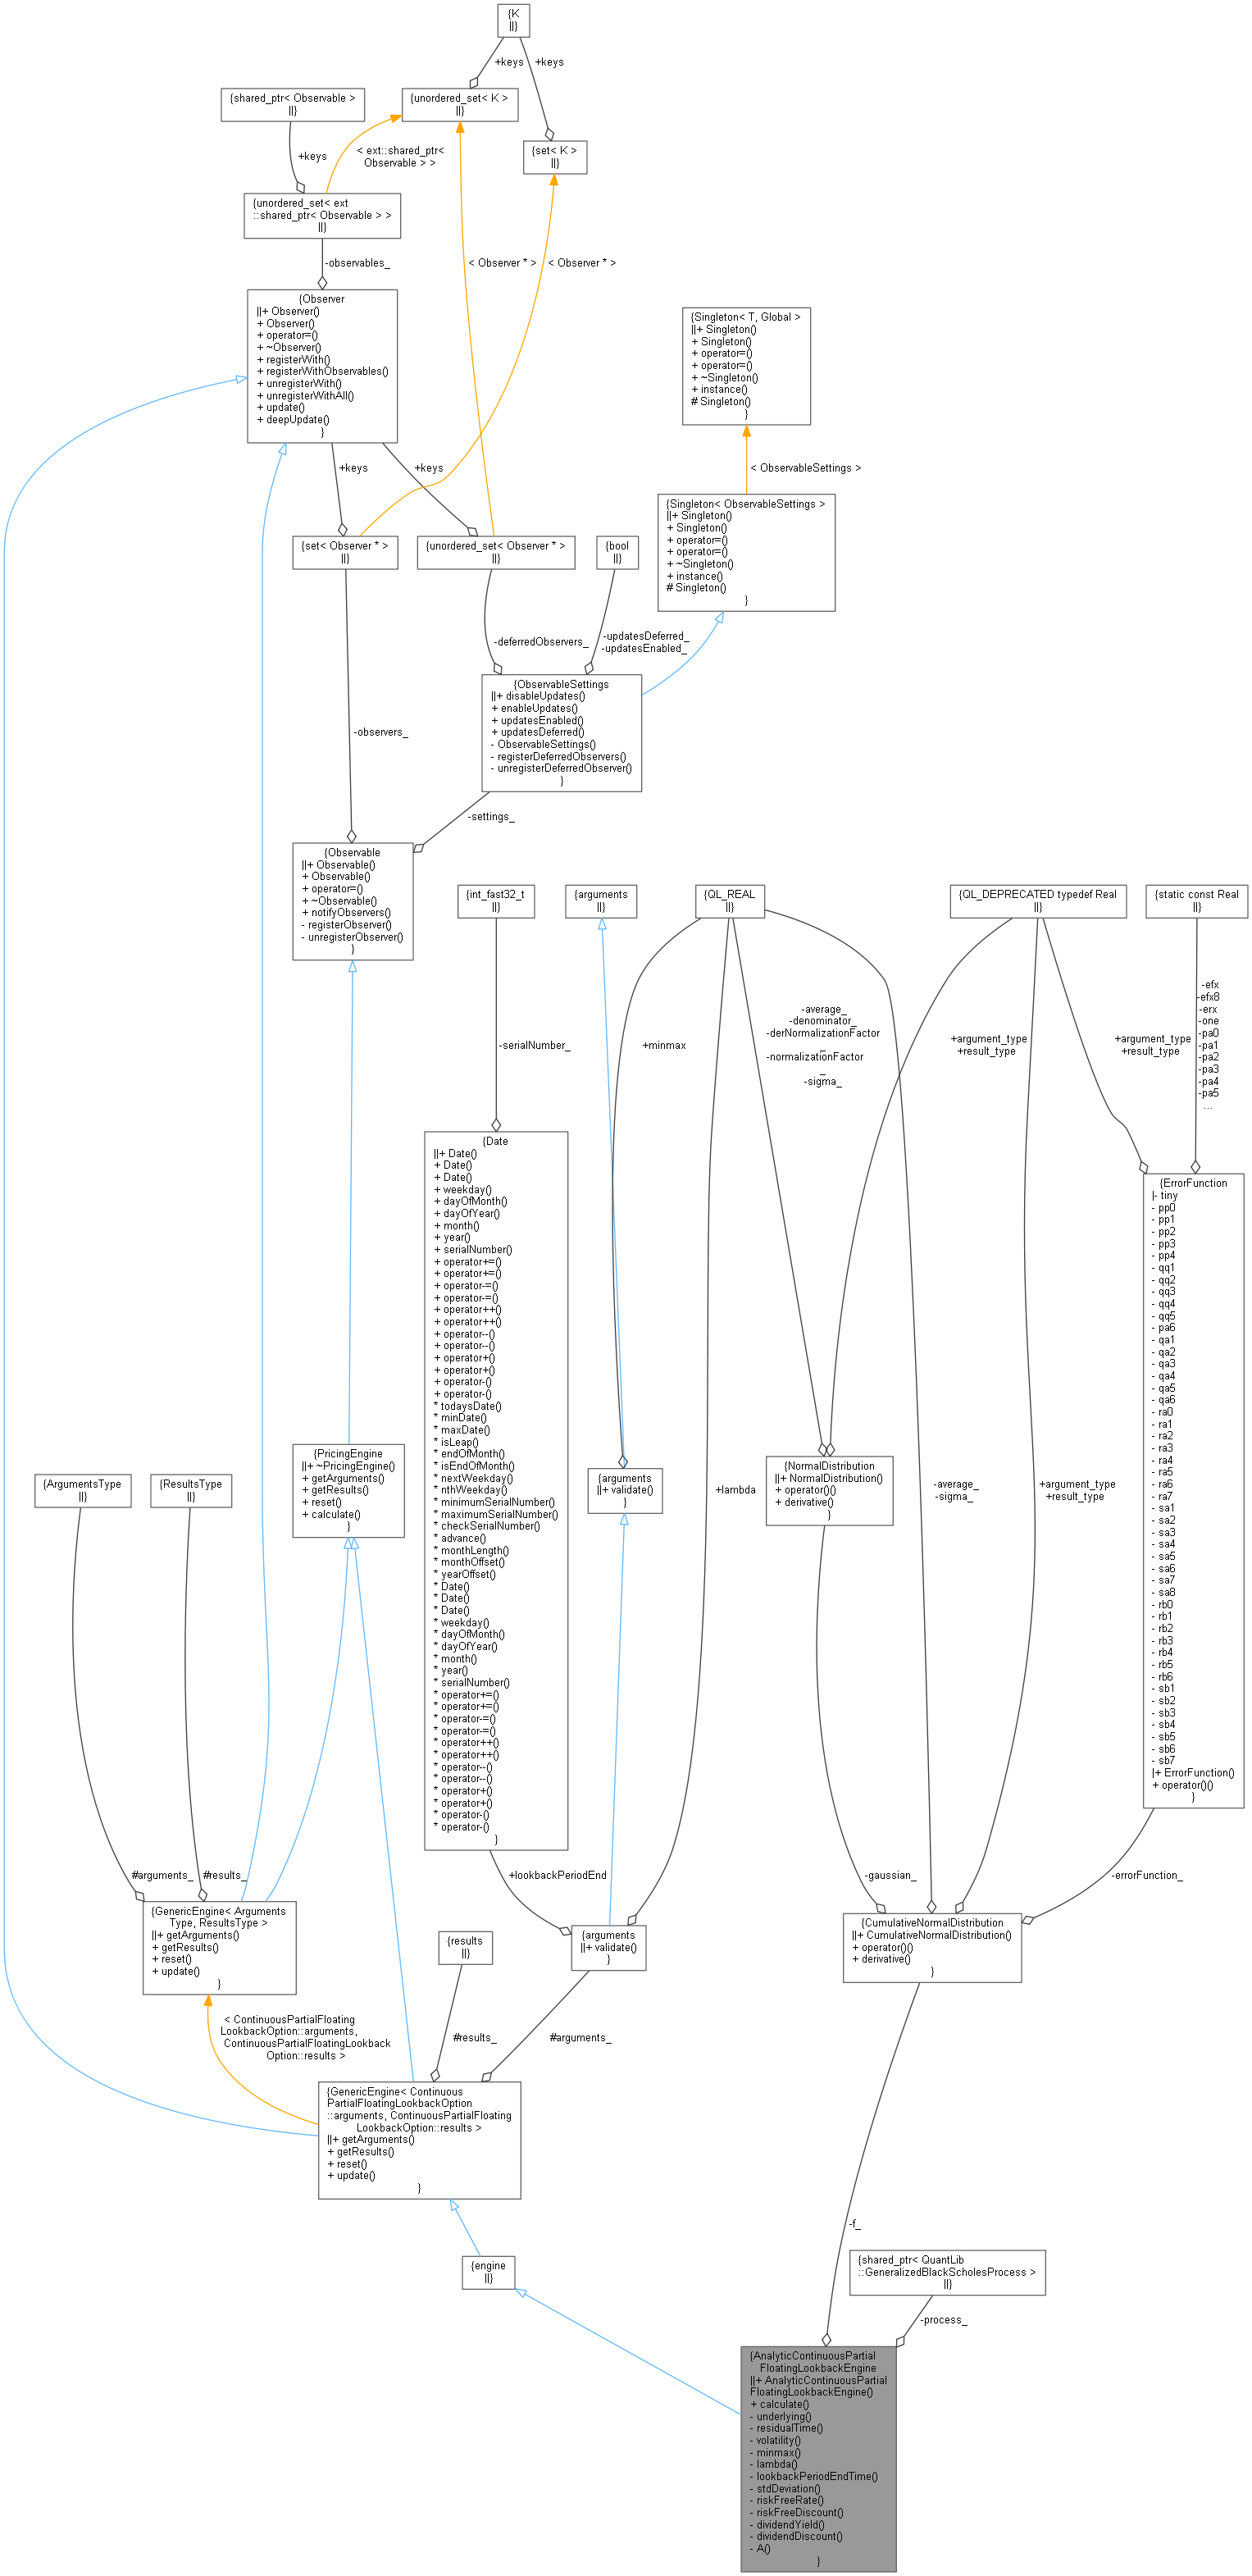 {K
||}
+keys
+keys
{shared_ptr< Observable >
||}
{unordered_set< K >
||}
+keys
< ext::shared_ptr<
Observable > >
{set< K >
||}
{unordered_set< ext
::shared_ptr< Observable > >
||}
-observables_
< Observer * >
< Observer * >
{Observer
||+ Observer()
+ Observer()
+ operator=()
+ ~Observer()
+ registerWith()
+ registerWithObservables()
+ unregisterWith()
+ unregisterWithAll()
+ update()
+ deepUpdate()
}
{Singleton< T, Global >
||+ Singleton()
+ Singleton()
+ operator=()
+ operator=()
+ ~Singleton()
+ instance()
# Singleton()
}
+keys
+keys
< ObservableSettings >
{Singleton< ObservableSettings >
||+ Singleton()
+ Singleton()
+ operator=()
+ operator=()
+ ~Singleton()
+ instance()
# Singleton()
}
{set< Observer * >
||}
{unordered_set< Observer * >
||}
{bool
||}
-deferredObservers_
-updatesDeferred_
-updatesEnabled_
{ObservableSettings
||+ disableUpdates()
+ enableUpdates()
+ updatesEnabled()
+ updatesDeferred()
- ObservableSettings()
- registerDeferredObservers()
- unregisterDeferredObserver()
}
-observers_
-settings_
{Observable
||+ Observable()
+ Observable()
+ operator=()
+ ~Observable()
+ notifyObservers()
- registerObserver()
- unregisterObserver()
}
{int_fast32_t
||}
{arguments
||}
{QL_REAL
||}
{QL_DEPRECATED typedef Real
||}
{static const Real
||}
-serialNumber_
+minmax
-average_
-denominator_
-derNormalizationFactor
_
-normalizationFactor
_
-sigma_
+argument_type
+result_type
+argument_type
+result_type
-efx
-efx8
-erx
-one
-pa0
-pa1
-pa2
-pa3
-pa4
-pa5
...
{Date
||+ Date()
+ Date()
+ Date()
+ weekday()
+ dayOfMonth()
+ dayOfYear()
+ month()
+ year()
+ serialNumber()
+ operator+=()
+ operator+=()
+ operator-=()
+ operator-=()
+ operator++()
+ operator++()
+ operator--()
+ operator--()
+ operator+()
+ operator+()
+ operator-()
+ operator-()
* todaysDate()
* minDate()
* maxDate()
* isLeap()
* endOfMonth()
* isEndOfMonth()
* nextWeekday()
* nthWeekday()
* minimumSerialNumber()
* maximumSerialNumber()
* checkSerialNumber()
* advance()
* monthLength()
* monthOffset()
* yearOffset()
* Date()
* Date()
* Date()
* weekday()
* dayOfMonth()
* dayOfYear()
* month()
* year()
* serialNumber()
* operator+=()
* operator+=()
* operator-=()
* operator-=()
* operator++()
* operator++()
* operator--()
* operator--()
* operator+()
* operator+()
* operator-()
* operator-()
}
{ErrorFunction
|- tiny
- pp0
- pp1
- pp2
- pp3
- pp4
- qq1
- qq2
- qq3
- qq4
- qq5
- pa6
- qa1
- qa2
- qa3
- qa4
- qa5
- qa6
- ra0
- ra1
- ra2
- ra3
- ra4
- ra5
- ra6
- ra7
- sa1
- sa2
- sa3
- sa4
- sa5
- sa6
- sa7
- sa8
- rb0
- rb1
- rb2
- rb3
- rb4
- rb5
- rb6
- sb1
- sb2
- sb3
- sb4
- sb5
- sb6
- sb7
|+ ErrorFunction()
+ operator()()
}
{PricingEngine
||+ ~PricingEngine()
+ getArguments()
+ getResults()
+ reset()
+ calculate()
}
{ArgumentsType
||}
{ResultsType
||}
{arguments
||+ validate()
}
+lambda
{NormalDistribution
||+ NormalDistribution()
+ operator()()
+ derivative()
}
-average_
-sigma_
+argument_type
+result_type
#arguments_
#results_
+lookbackPeriodEnd
-gaussian_
-errorFunction_
{GenericEngine< Arguments
Type, ResultsType >
||+ getArguments()
+ getResults()
+ reset()
+ update()
}
{results
||}
{arguments
||+ validate()
}
{CumulativeNormalDistribution
||+ CumulativeNormalDistribution()
+ operator()()
+ derivative()
}
< ContinuousPartialFloating
LookbackOption::arguments,
ContinuousPartialFloatingLookback
Option::results >
#results_
#arguments_
{GenericEngine< Continuous
PartialFloatingLookbackOption
::arguments, ContinuousPartialFloating
LookbackOption::results >
||+ getArguments()
+ getResults()
+ reset()
+ update()
}
-f_
{engine
||}
{shared_ptr< QuantLib
::GeneralizedBlackScholesProcess >
||}
-process_
{AnalyticContinuousPartial
FloatingLookbackEngine
||+ AnalyticContinuousPartial
FloatingLookbackEngine()
+ calculate()
- underlying()
- residualTime()
- volatility()
- minmax()
- lambda()
- lookbackPeriodEndTime()
- stdDeviation()
- riskFreeRate()
- riskFreeDiscount()
- dividendYield()
- dividendDiscount()
- A()
}